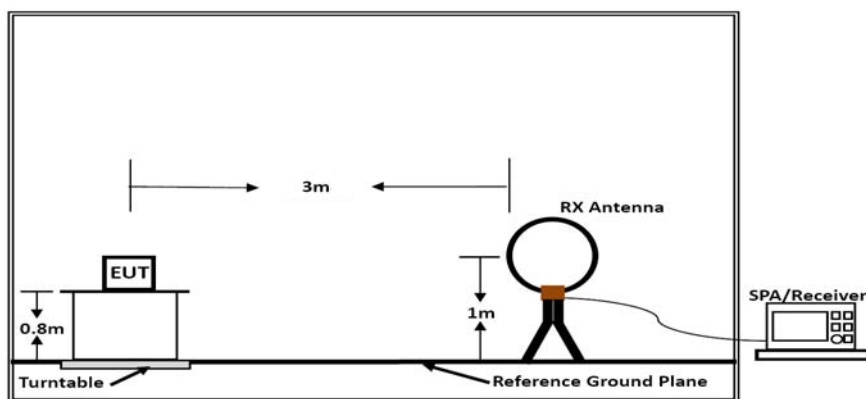 3m
RX Antenna
EUT
SPA/Receiver
0.8m
1m
Turntable
Reference Ground Plane